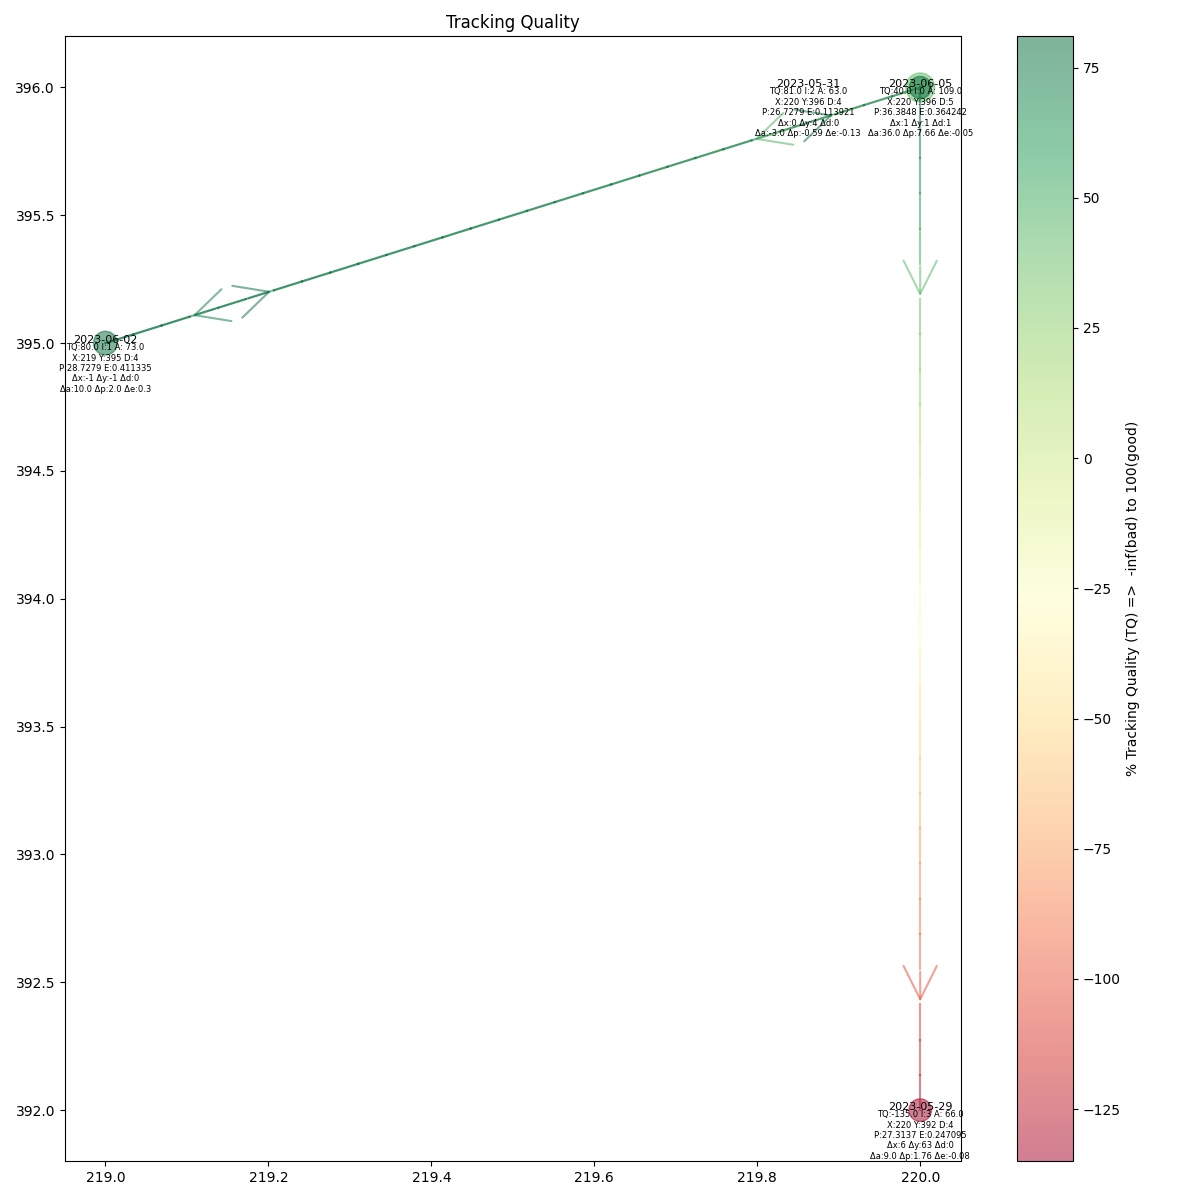 Tracking Quality
396.0
395.5
395.0
394.5
394.0
393.5
393.0
392.5
392.0
219.0
219.2
219.4
219.6
219.8
220.0
2023-05-31
TQ:81.0 I:2 A: 63.0
X:220 Y:396 D:4
P:26.7279 E:0.113921
Δx:0 Δy:4 Δd:0
Δa:-3.0 Δp:-0.59 Δe:-0.13
2023-06-05
TQ:40.0 I:0 A: 109.0
X:220 Y:396 D:5
P:36.3848 E:0.364242
Δx:1 Δy:1 Δd:1
Δa:36.0 Δp:7.66 Δe:-0.05
2023-06-02
TQ:80.0 I:1 A: 73.0
X:219 Y:395 D:4
P:28.7279 E:0.411335
Δx:-1 Δy:-1 Δd:0
Δa:10.0 Δp:2.0 Δe:0.3
2023-05-29
TQ:-135.0 I:3 A: 66.0
X:220 Y:392 D:4
P:27.3137 E:0.247095
Δx:6 Δy:63 Δd:0
Δa:9.0 Δp:1.76 Δe:-0.08
75
50
25
0
−25
−50
−75
−100
−125
% Tracking Quality (TQ) => -inf(bad) to 100(good)